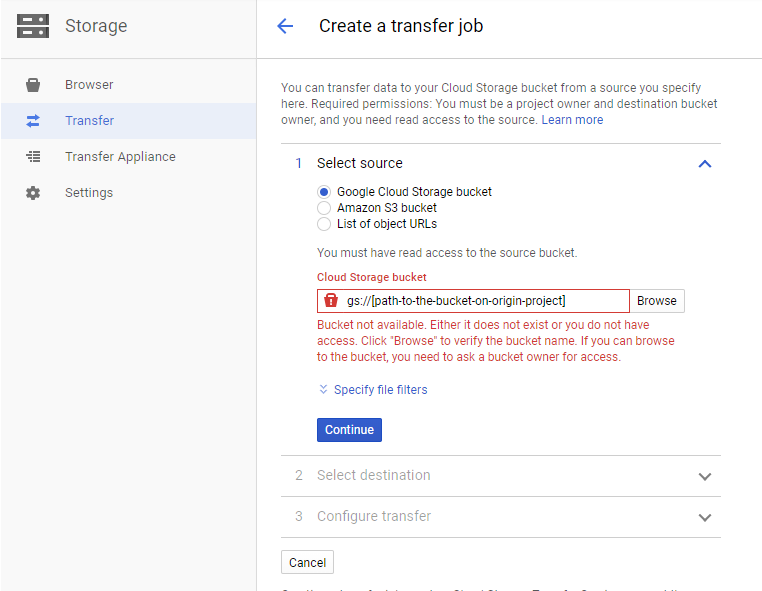 Storage
Create a transfer job
Browser
Transfer
Transfer Appliance
Settings
You can transfer data to your Cloud Storage bucket from a source you specify
here. Required permissions: You must be a project owner and destination bucket
owner, and you need read access to the source. Learn more
1 Select source
Google Cloud Storage bucket
Amazon S3 bucket
List of object URLs
You must have read access to the source bucket.
Cloud Storage bucket
gs://[path-to-the-bucket-on-origin-project] Browse
Bucket not available. Either it does not exist or you do not have
access. Click "Browse" to verify the bucket name. If you can browse
to the bucket, you need to ask a bucket owner for access.
Specify file filters
Continue
2 Select destination
3 Configure transfer
Cancel